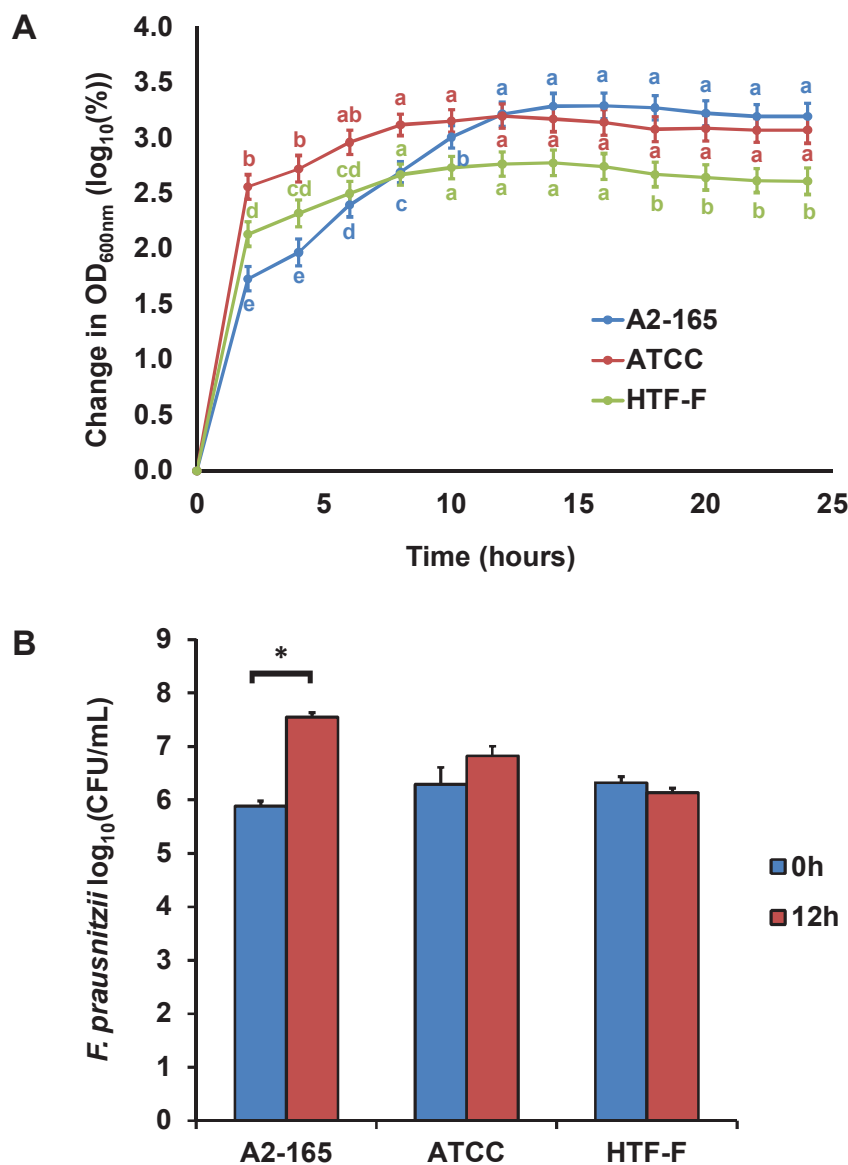 A
4.0
3.5
3.0
2.5
2.0
1.5
1.0
0.5
0.0
Change in OD600nm (log10(%))
a a a a a a a
b b ab a a
a b a a a a a a a
d cd cd a a a a b b b b
e e d c
A2-165
ATCC
HTF-F
0 5 10 15 20 25
Time (hours)
B
9
8
7
6
5
4
3
2
1
0
F. prausnitzii log10(CFU/mL)
*
0h
12h
A2-165 ATCC HTF-F